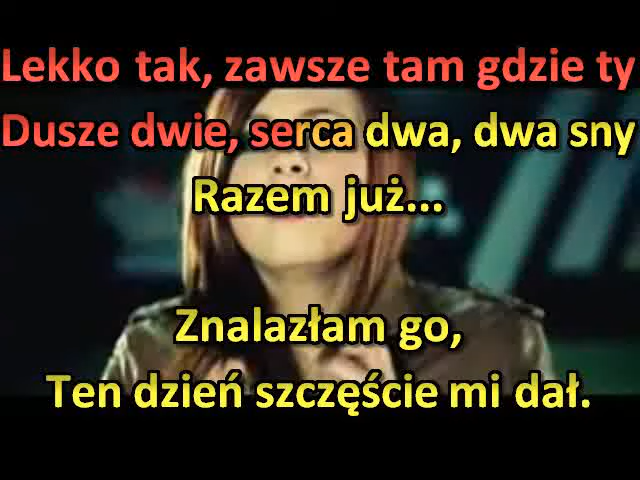 Lekko tak, zawsze tam gdzie ty
Dusze dwie, serca dwa, dwa sny
Razem już...
Znalazłam go,
Ten dzień szczęście mi dał.